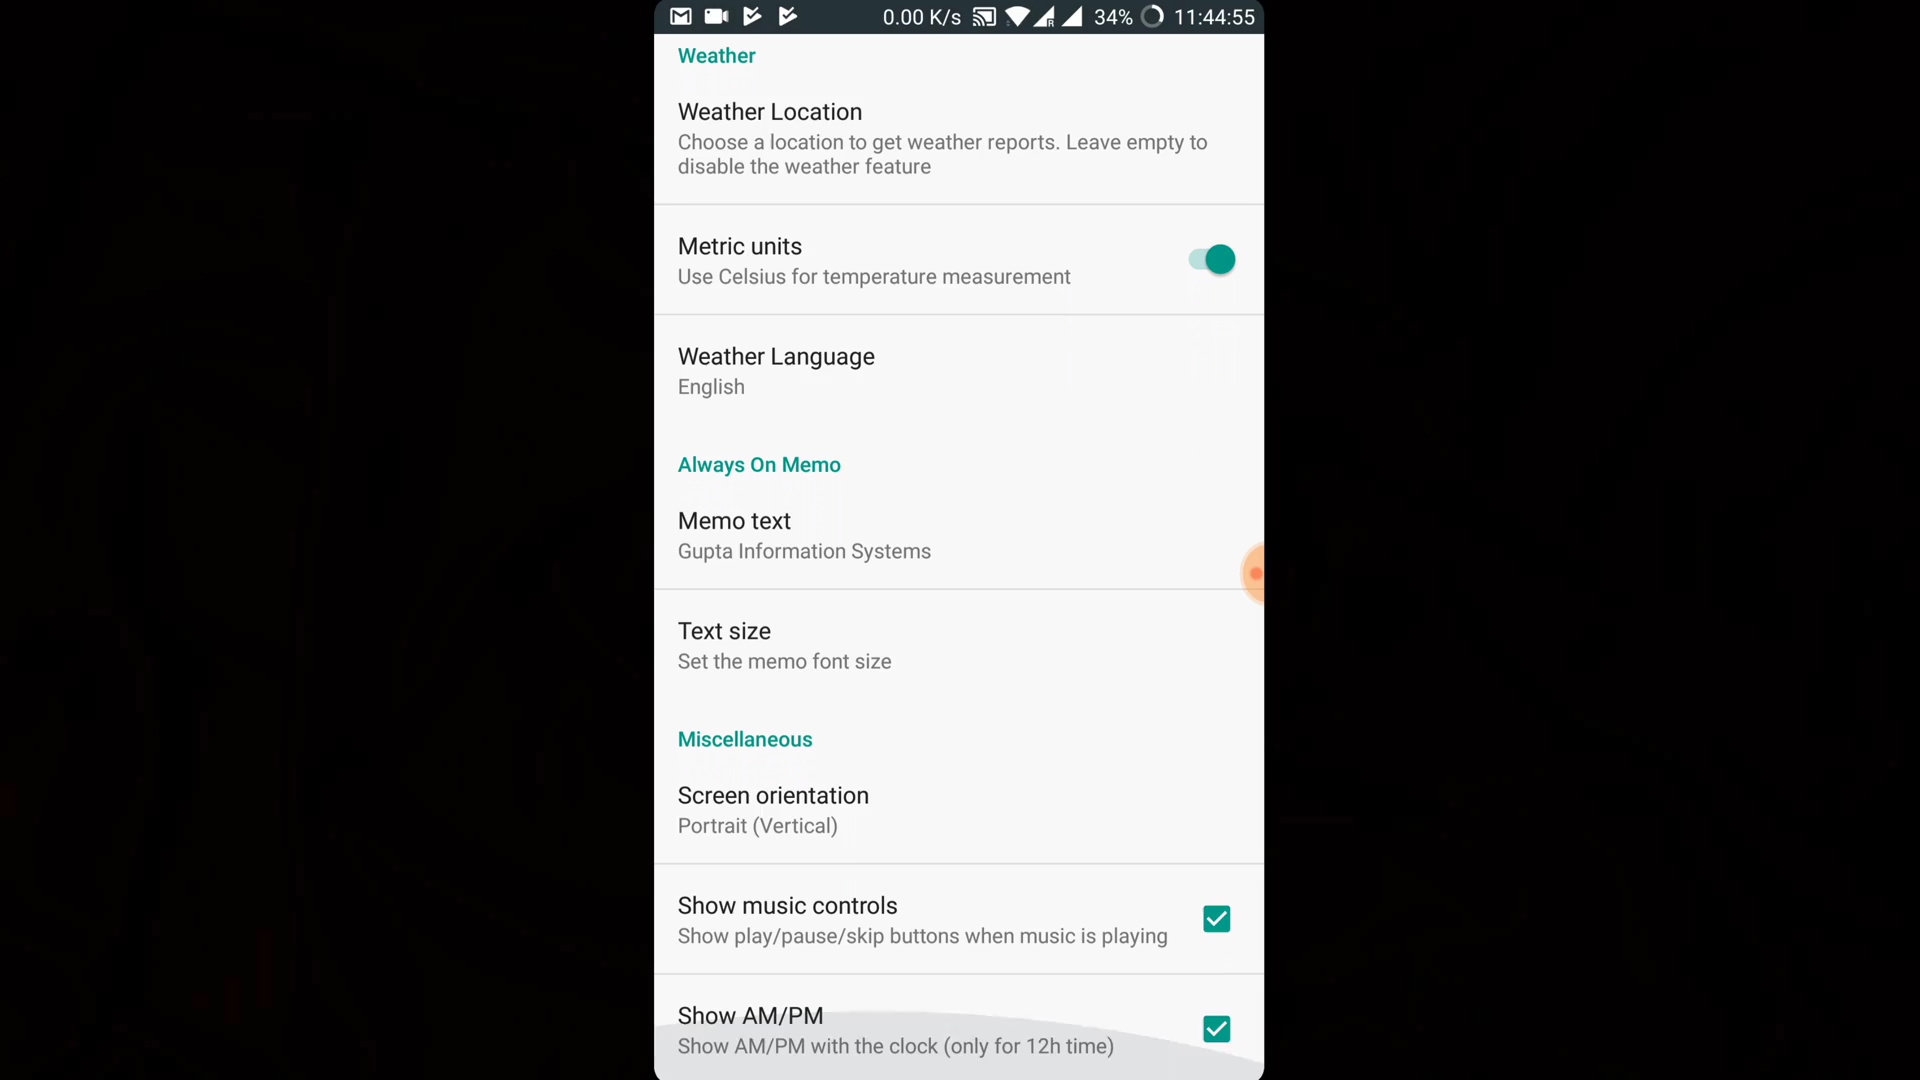 0.00 K/s 34% 11:44:55
Weather
Weather Location
Choose a location to get weather reports. Leave empty to
disable the weather feature
Metric units
Use Celsius for temperature measurement
Weather Language
English
Always On Memo
Memo text
Gupta Information Systems
Text size
Set the memo font size
Miscellaneous
Screen orientation
Portrait (Vertical)
Show music controls
Show play/pause/skip buttons when music is playing
Show AM/PM
Show AM/PM with the clock (only for 12h time)